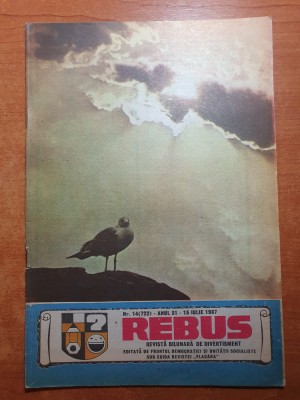 Nr. 14(722) - ANUL 31 - 15 IULIE 1987
REBUS
REVISTĂ BILUNARĂ DE DIVERTISMENT
EDITATĂ DE FRONTUL DEMOCRAȚIEI ȘI UNITĂȚII SOCIALISTE
SUB EGIDA REVISTEI „FLACĂRA"